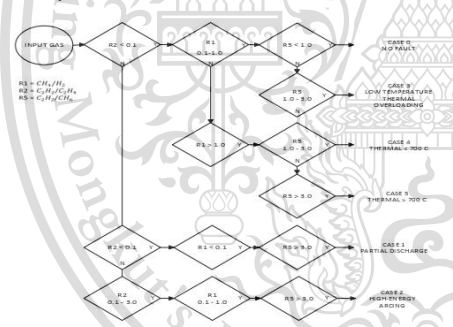 INPUT GAS
R2 < 0.1
R1
0.1-1.0
R5 < 1.0
CASE 0
NO FAULT
R1 = CH₄/H₂
R2 = C₂H₂/C₂H₄
R5 = C₂H₄/C₂H₆
R5
1.0 - 3.0
CASE 3
LOW TEMPERATURE
THERMAL
OVERLOADING
R1 > 1.0
R5
1.0 - 3.0
CASE 4
THERMAL < 700 C
R5 > 3.0
CASE 5
THERMAL > 700 C
R2 < 0.1
R1 < 0.1
R5 > 3.0
CASE 1
PARTIAL DISCHARGE
R2
0.1 - 3.0
R1
0.1 - 1.0
R5 > 3.0
CASE 2
HIGH-ENERGY
ARCING
Y
Y
Y
N
N
Y
N
Y
Y
N
Y
Y
Y
Y
N
Y
Y
Y
Mongkut's